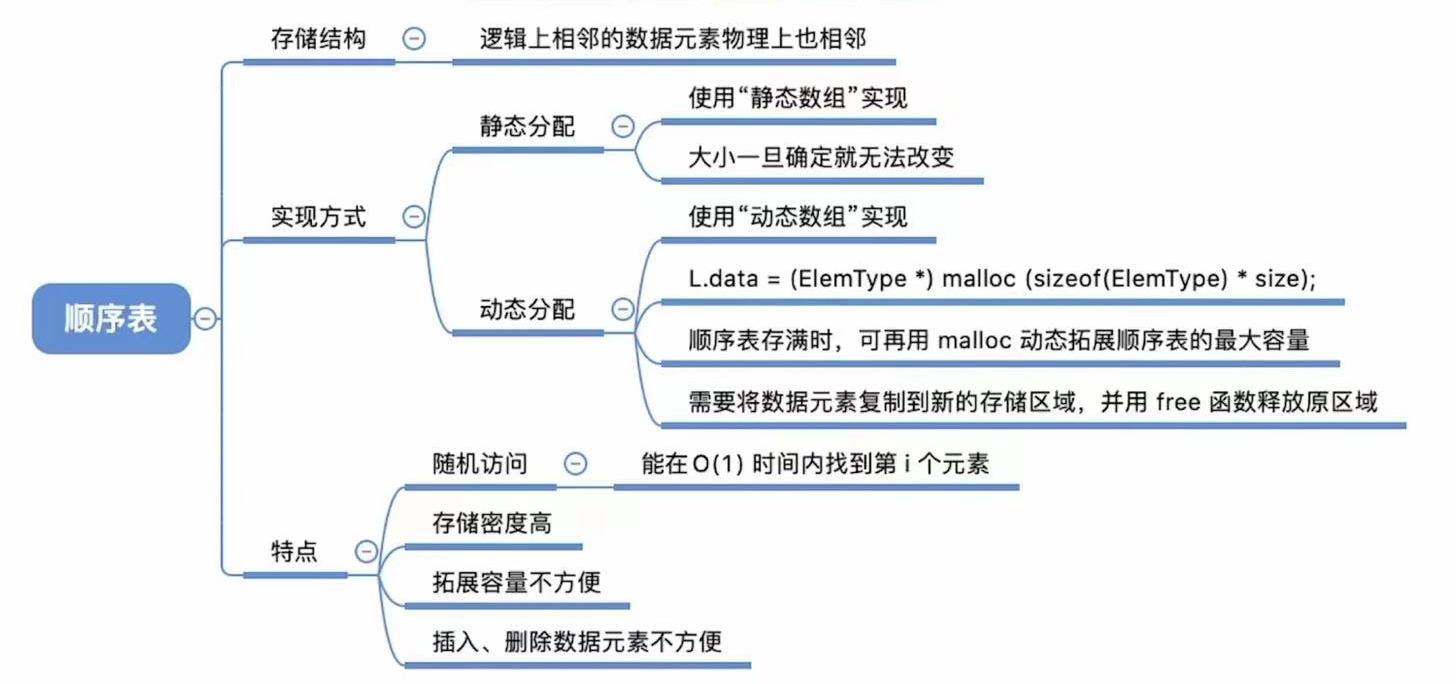 顺序表
存储结构
逻辑上相邻的数据元素物理上也相邻
实现方式
静态分配
使用“静态数组”实现
大小一旦确定就无法改变
动态分配
使用“动态数组”实现
L.data = (ElemType *) malloc (sizeof(ElemType) * size);
顺序表存满时，可再用 malloc 动态拓展顺序表的最大容量
需要将数据元素复制到新的存储区域，并用 free 函数释放原区域
特点
随机访问
能在O(1) 时间内找到第 i 个元素
存储密度高
拓展容量不方便
插入、删除数据元素不方便